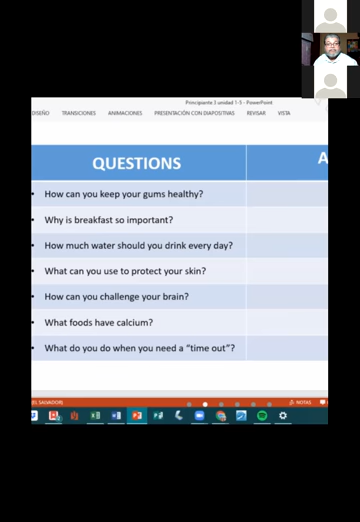 Principiante 3 unidad 1-5 - PowerPoint
DISEÑO TRANSICIONES ANIMACIONES PRESENTACIÓN CON DIAPOSITIVAS REVISAR VISTA
QUESTIONS A
• How can you keep your gums healthy?
• Why is breakfast so important?
• How much water should you drink every day?
• What can you use to protect your skin?
• How can you challenge your brain?
• What foods have calcium?
• What do you do when you need a “time out”?
(EL SALVADOR) NOTAS